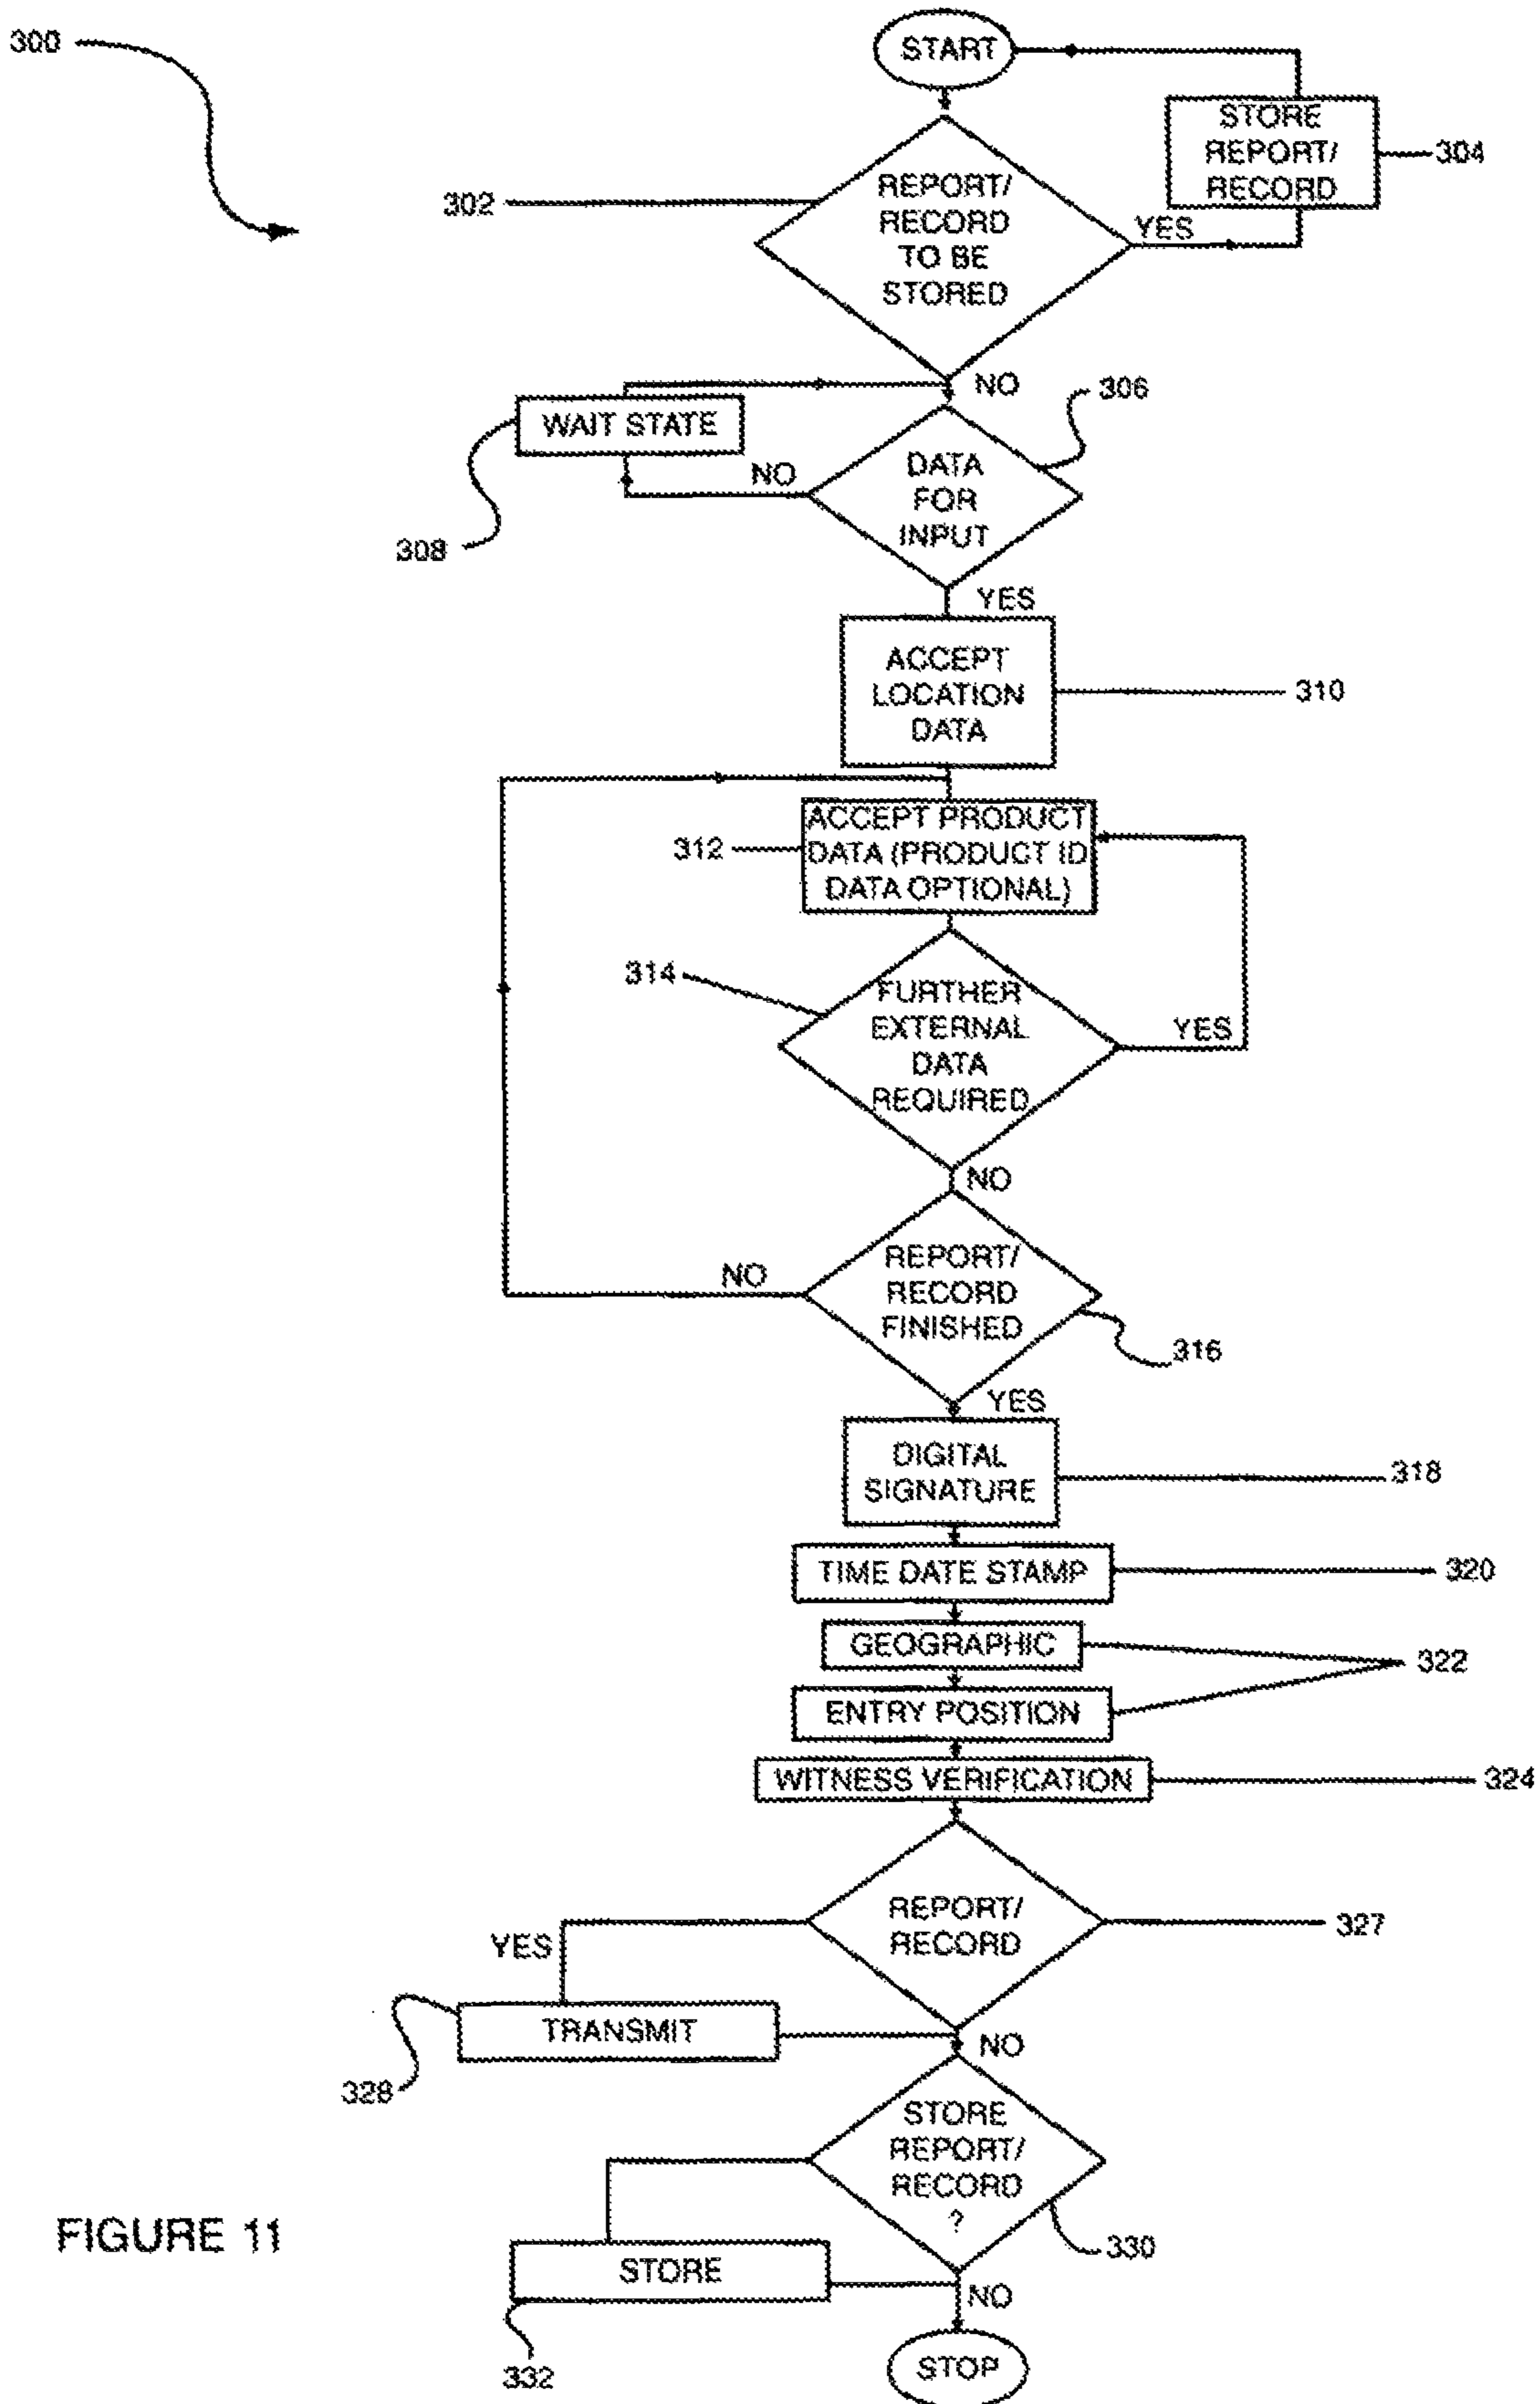 300
START
STORE
REPORT/
RECORD
304
302
REPORT/
RECORD
TO BE
STORED
YES
NO
306
WAIT STATE
NO
DATA
FOR
INPUT
308
YES
ACCEPT
LOCATION
DATA
310
312
ACCEPT PRODUCT
DATA (PRODUCT ID
DATA OPTIONAL)
314
FURTHER
EXTERNAL
DATA
REQUIRED
YES
NO
NO
REPORT/
RECORD
FINISHED
316
YES
DIGITAL
SIGNATURE
318
TIME DATE STAMP
320
GEOGRAPHIC
322
ENTRY POSITION
WITNESS VERIFICATION
324
REPORT/
RECORD
327
YES
TRANSMIT
NO
328
STORE
REPORT/
RECORD
?
330
FIGURE 11
STORE
NO
332
STOP